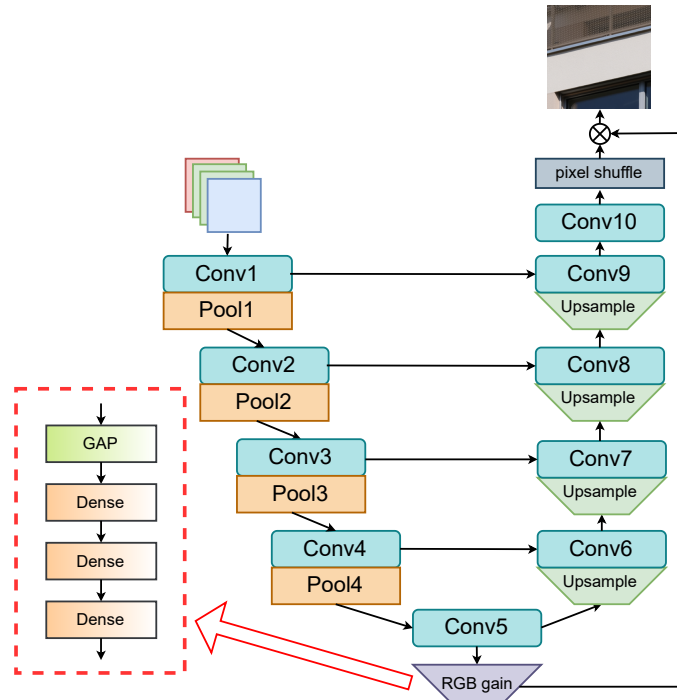 pixel shuffle
Conv10
Conv1
Conv9
Pool1
Upsample
Conv2
Conv8
Pool2
Upsample
GAP
Conv3
Conv7
Dense
Pool3
Upsample
Dense
Conv4
Conv6
Pool4
Upsample
Dense
Conv5
RGB gain